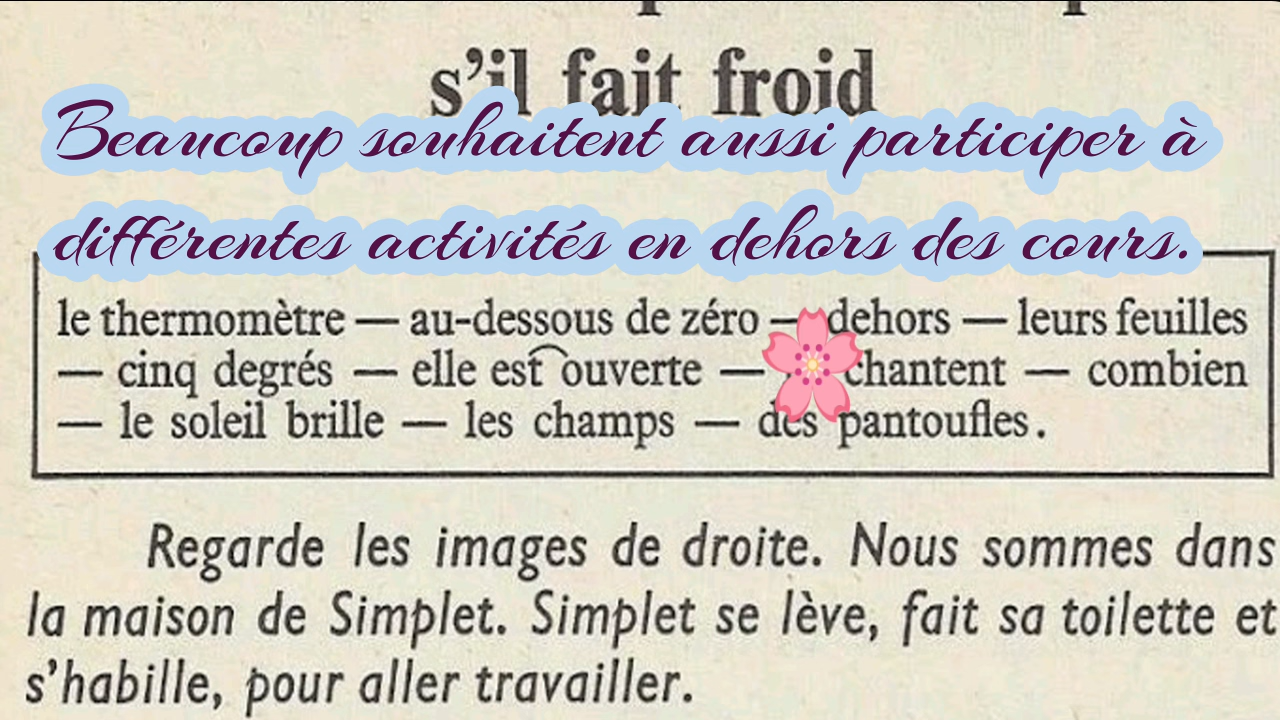 s'il fait froid
Beaucoup souhaitent aussi participer à
différentes activités en dehors des cours.
le thermomètre — au-dessous de zéro — dehors — leurs feuilles
— cinq degrés — elle est ouverte — chantent — combien
— le soleil brille — les champs — des pantoufles.
Regarde les images de droite. Nous sommes dans
la maison de Simplet. Simplet se lève, fait sa toilette et
s'habille, pour aller travailler.